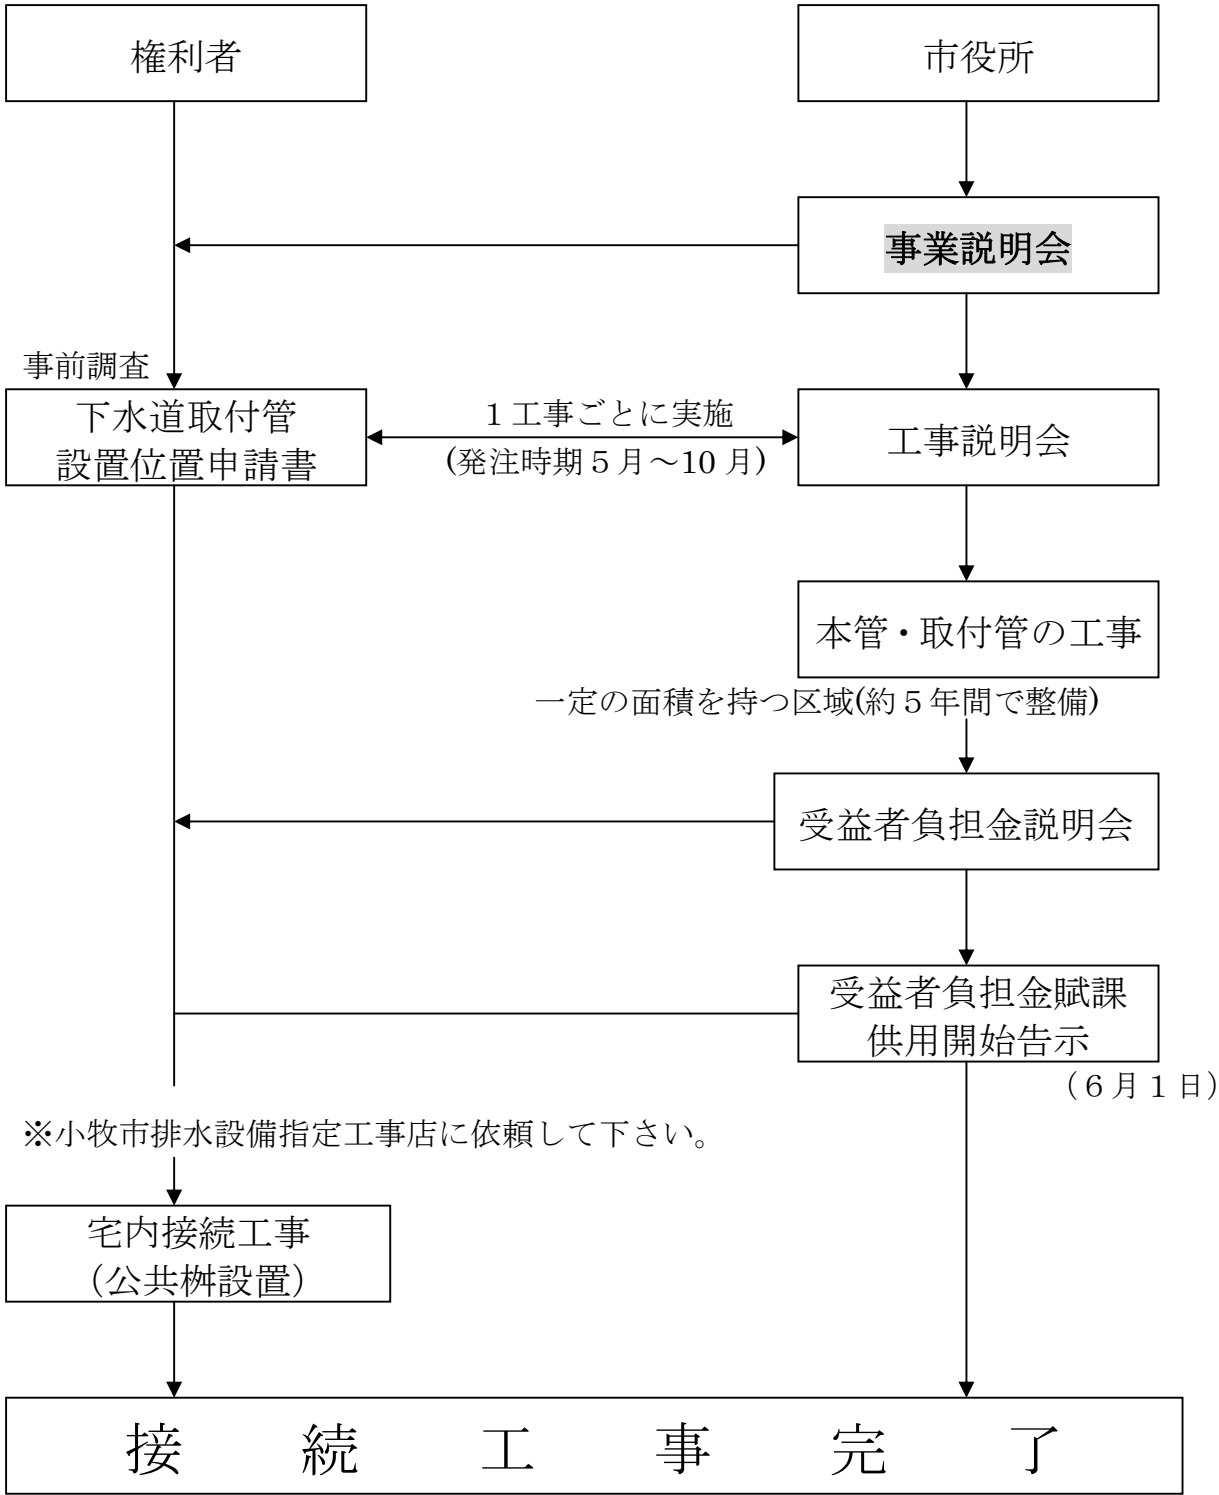 権利者
市役所
事業説明会
事前調査
下水道取付管
設置位置申請書
１工事ごとに実施
(発注時期５月～10月)
工事説明会
本管・取付管の工事
一定の面積を持つ区域(約５年間で整備)
受益者負担金説明会
受益者負担金賦課
供用開始告示
（６月１日）
※小牧市排水設備指定工事店に依頼して下さい。
宅内接続工事
（公共桝設置）
接続工事完了